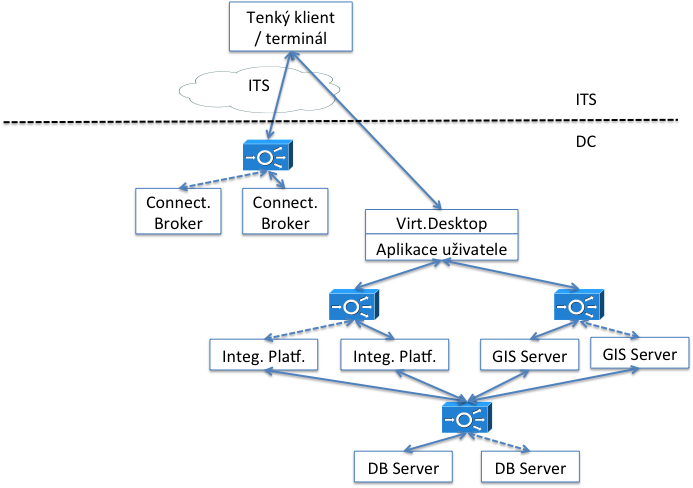 Tenký klient
/ terminál
ITS
ITS
DC
Connect.
Broker
Connect.
Broker
Virt.Desktop
Aplikace uživatele
Integ. Platf.
Integ. Platf.
GIS Server
GIS Server
DB Server
DB Server